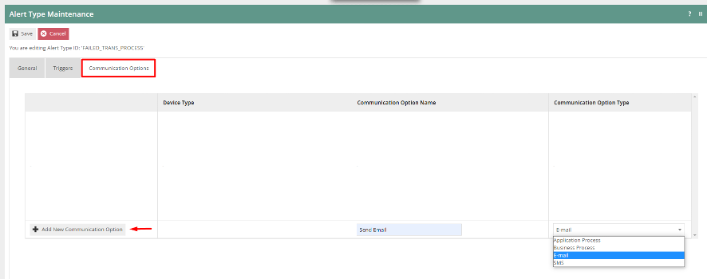 Alert Type Maintenance ?
Save Cancel
You are editing Alert Type ID: 'FAILED_TRANS_PROCESS'
General Triggers Communication Options
Device Type Communication Option Name Communication Option Type
Add New Communication Option Send Email E-mail
Application Process
Business Process
E-mail
SMS